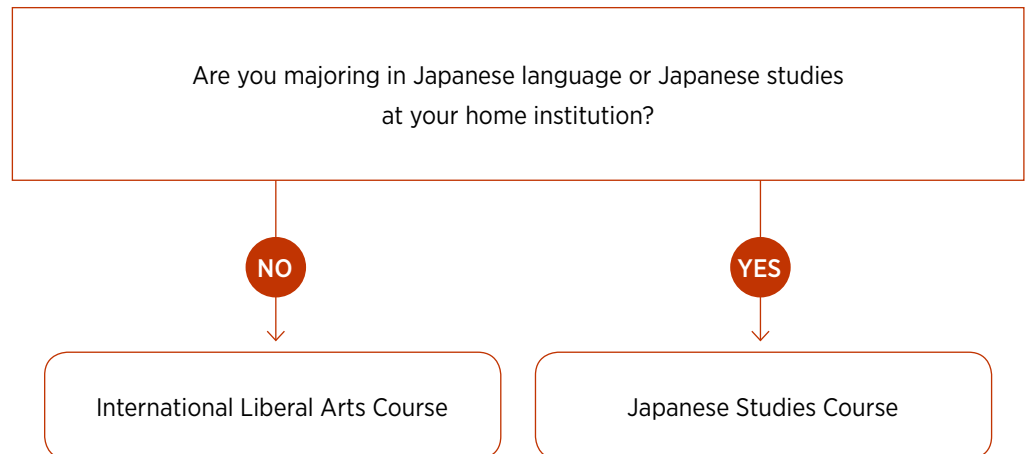 Are you majoring in Japanese language or Japanese studies
at your home institution?
NO
YES
International Liberal Arts Course
Japanese Studies Course